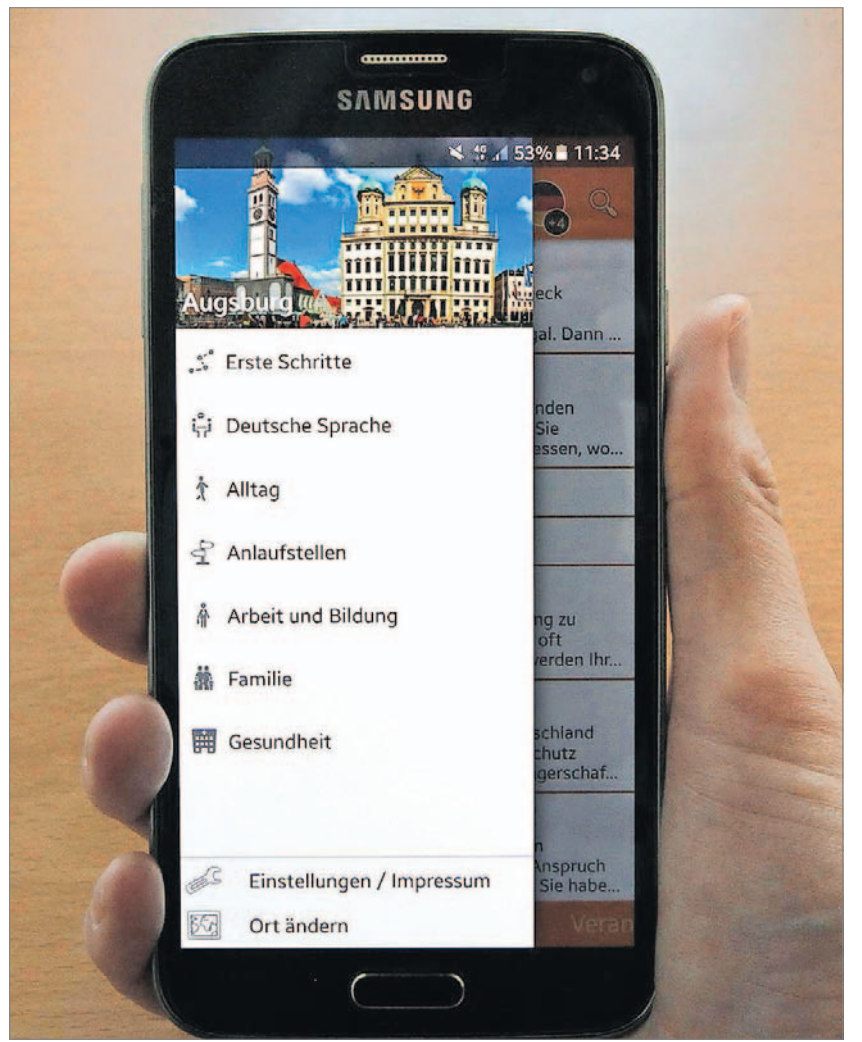 SAMSUNG
53% 11:34
+4
Augsburg
Erste Schritte
Deutsche Sprache
Alltag
Anlaufstellen
Arbeit und Bildung
Familie
Gesundheit
Einstellungen / Impressum
Ort ändern
eck
gal. Dann ...
nden
Sie
essen, wo...
ng zu
oft
verden Ihr...
schland
chutz
gerschaf...
n
Anspruch
Sie habe...
Veran